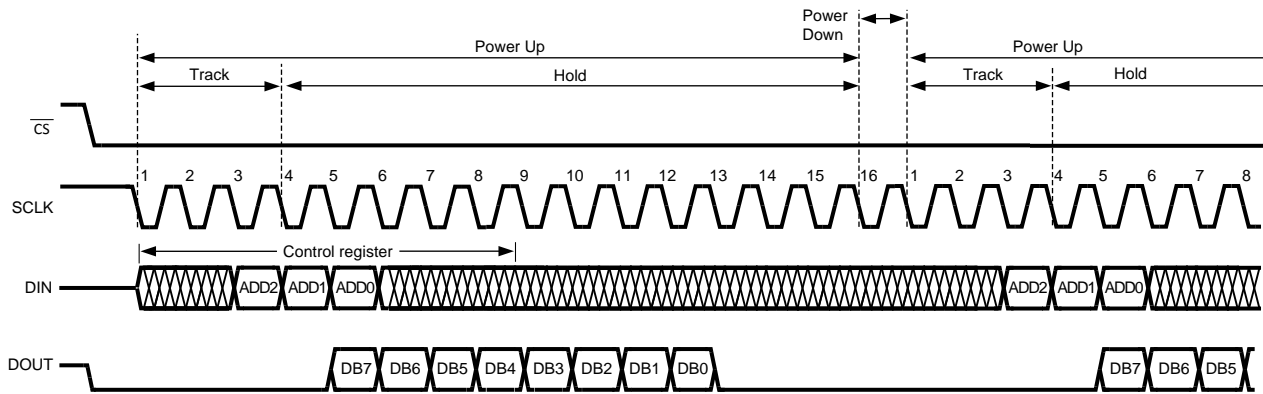 Power Down
Power Up
Power Up
Track
Hold
Track
Hold
CS
1 2 3 4 5 6 7 8 9 10 11 12 13 14 15 16 1 2 3 4 5 6 7 8
SCLK
Control register
DIN
ADD2 ADD1 ADD0 ADD2 ADD1 ADD0
DOUT
DB7 DB6 DB5 DB4 DB3 DB2 DB1 DB0 DB7 DB6 DB5